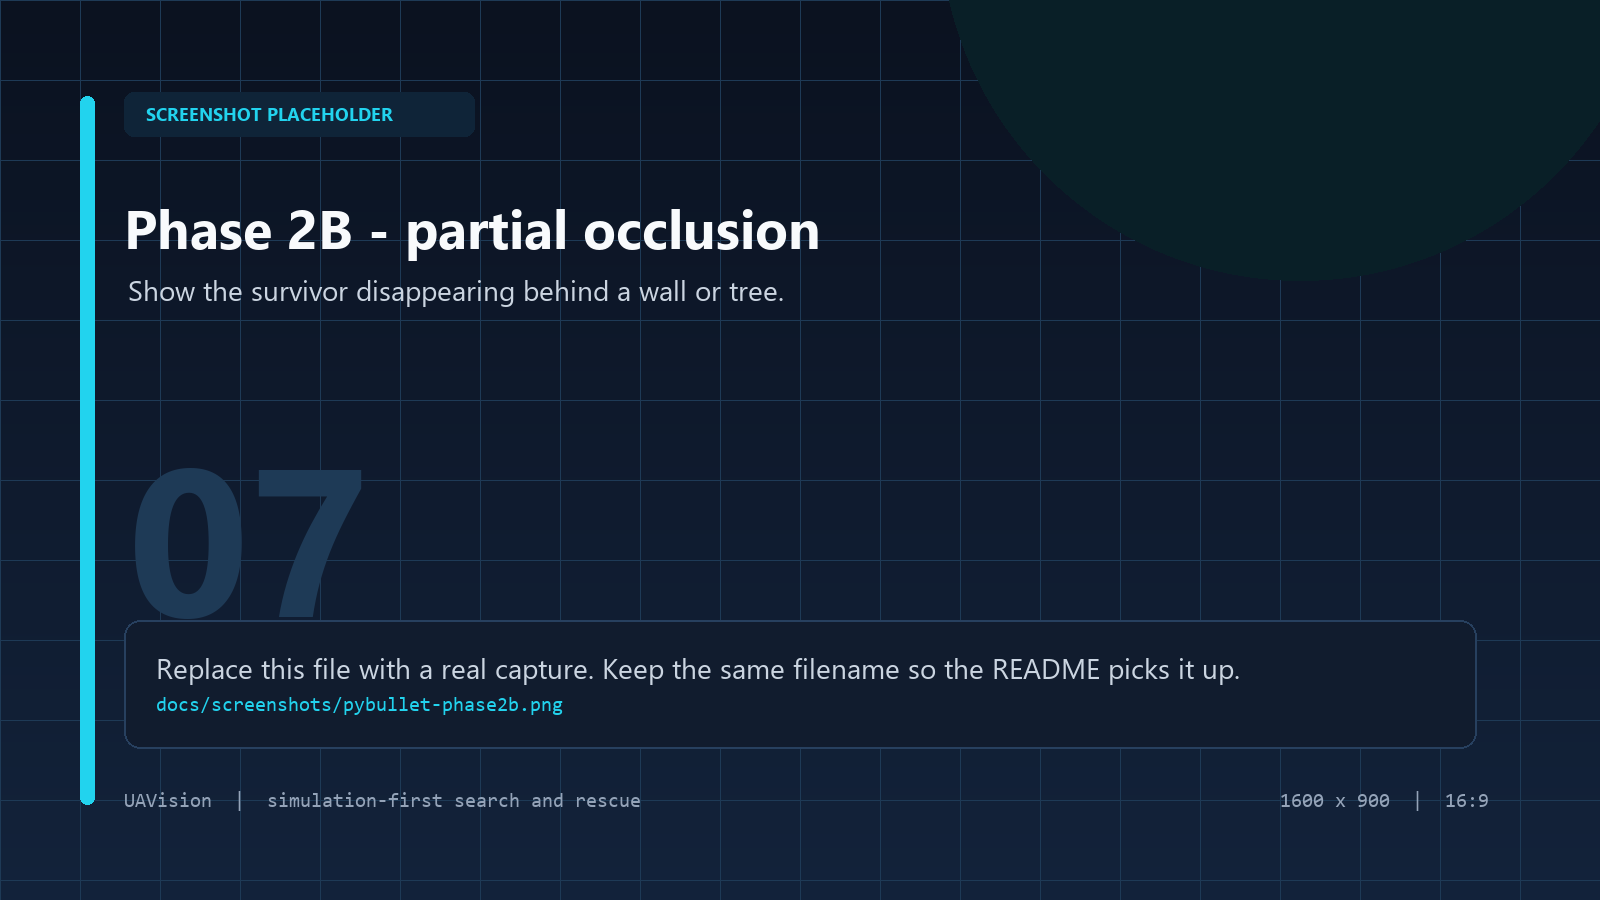 SCREENSHOT PLACEHOLDER
Phase 2B - partial occlusion
Show the survivor disappearing behind a wall or tree.
07
Replace this file with a real capture. Keep the same filename so the README picks it up.
docs/screenshots/pybullet-phase2b.png
UAVision | simulation-first search and rescue
1600 x 900 | 16:9